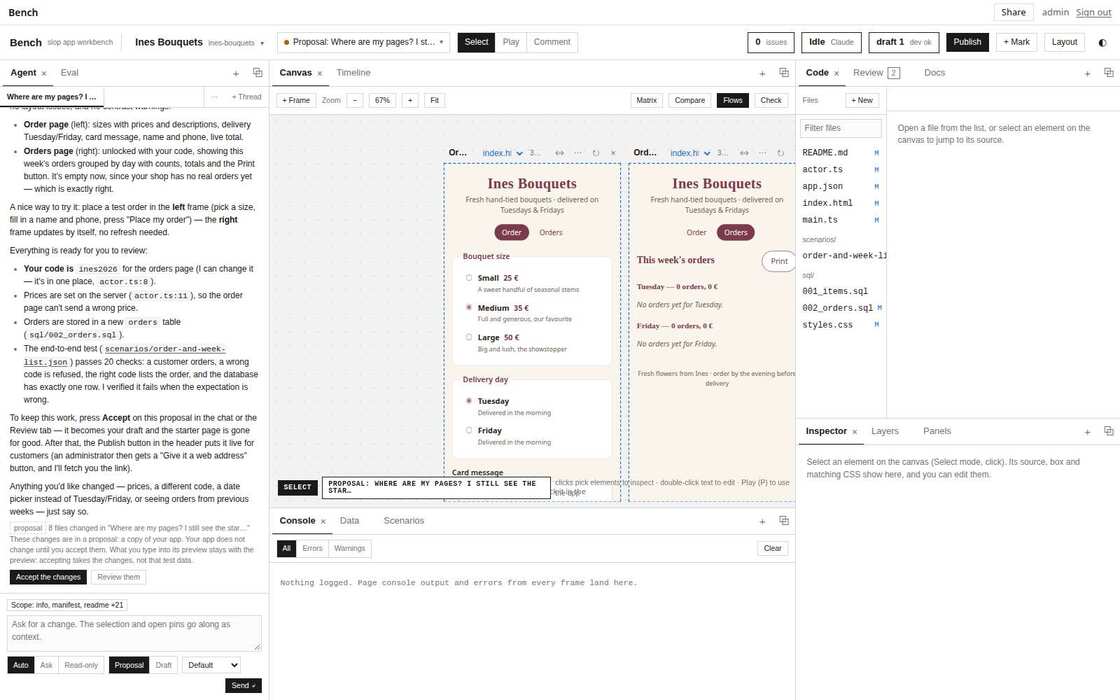 Bench
Share admin Sign out
Bench slop app workbench Ines Bouquets ines-bouquets Proposal: Where are my pages? I st… Select Play Comment 0 issues Idle Claude draft 1 dev ok Publish + Mark Layout
Agent Eval
Where are my pages? I … ... + Thread
Order page (left): sizes with prices and descriptions, delivery
Tuesday/Friday, card message, name and phone, live total.
Orders page (right): unlocked with your code, showing this
week's orders grouped by day with counts, totals and the Print
button. It's empty now, since your shop has no real orders yet
— which is exactly right.
A nice way to try it: place a test order in the left frame (pick a size,
fill in a name and phone, press "Place my order") — the right
frame updates by itself, no refresh needed.
Everything is ready for you to review:
Your code is ines2026 for the orders page (I can change it
— it's in one place, actor.ts:8).
Prices are set on the server (actor.ts:11), so the order
page can't send a wrong price.
Orders are stored in a new orders table
(sql/002_orders.sql).
The end-to-end test (scenarios/order-and-week-
list.json) passes 20 checks: a customer orders, a wrong
code is refused, the right code lists the order, and the database
has exactly one row. I verified it fails when the expectation is
wrong.
To keep this work, press Accept on this proposal in the chat or the
Review tab — it becomes your draft and the starter page is gone
for good. After that, the Publish button in the header puts it live for
customers (an administrator then gets a "Give it a web address"
button, and I'll fetch you the link).
Anything you'd like changed — prices, a different code, a date
picker instead of Tuesday/Friday, or seeing orders from previous
weeks — just say so.
proposal 8 files changed in "Where are my pages? I still see the star…"
These changes are in a proposal: a copy of your app. Your app does
not change until you accept them. What you type into its preview stays with the
preview: accepting takes the changes, not that test data.
Accept the changes Review them
Scope: info, manifest, readme +21
Ask for a change. The selection and open pins go along as
context.
Auto Ask Read-only Proposal Draft Default
Send
Canvas × Timeline
+ Frame Zoom − 67% + Fit Matrix Compare Flows Check
Or... index.ht 3...
Ines Bouquets
Fresh hand-tied bouquets · delivered on
Tuesdays & Fridays
Order Orders
Bouquet size
Small 25 €
A sweet handful of seasonal stems
Medium 35 €
Full and generous, our favourite
Large 50 €
Big and lush, the showstopper
Delivery day
Tuesday
Delivered in the morning
Friday
Delivered in the morning
Card message
Ord... index.ht 3...
Ines Bouquets
Fresh hand-tied bouquets · delivered on
Tuesdays & Fridays
Order Orders
This week's orders Print
Tuesday — 0 orders, 0 €
No orders yet for Tuesday.
Friday — 0 orders, 0 €
No orders yet for Friday.
Fresh flowers from Ines · order by the evening before
delivery
SELECT PROPOSAL: WHERE ARE MY PAGES? I STILL SEE THE STAR…
clicks pick elements to inspect · double-click text to edit · Play (P) to use
the app
Console × Data Scenarios
All Errors Warnings Clear
Nothing logged. Page console output and errors from every frame land here.
Code × Review 2 Docs
Files + New
Filter files
README.md M
actor.ts M
app.json M
index.html M
main.ts M
scenarios/
order-and-week-li
sql/
001_items.sql
002_orders.sql M
styles.css M
Open a file from the list, or select an element on the
canvas to jump to its source.
Inspector × Layers Panels
Select an element on the canvas (Select mode, click). Its source, box and
matching CSS show here, and you can edit them.